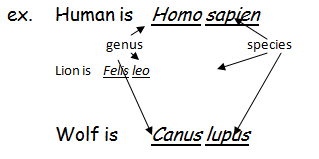 ex. Human is Homo sapien
genus species
Lion is Felis leo
Wolf is Canus lupus